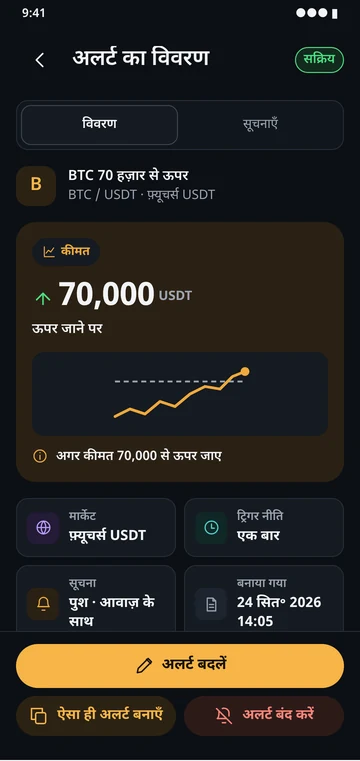 9:41
अलर्ट का विवरण
सक्रिय
विवरण
सूचनाएँ
B
BTC 70 हज़ार से ऊपर
BTC / USDT · फ़्यूचर्स USDT
कीमत
70,000 USDT
ऊपर जाने पर
अगर कीमत 70,000 से ऊपर जाए
मार्केट
फ़्यूचर्स USDT
ट्रिगर नीति
एक बार
सूचना
पुश · आवाज़ के
साथ
बनाया गया
24 सित॰ 2026
14:05
अलर्ट बदलें
ऐसा ही अलर्ट बनाएँ
अलर्ट बंद करें